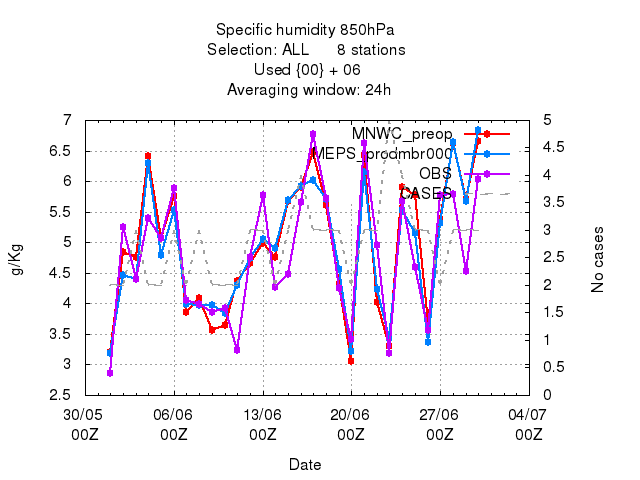 Specific humidity 850hPa
Selection: ALL 8 stations
Used {00} + 06
Averaging window: 24h
MNWC_preop
MEPS_prodmbr000
OBS
CASES
g/Kg
7
6.5
6
5.5
5
4.5
4
3.5
3
2.5
No cases
5
4.5
4
3.5
3
2.5
2
1.5
1
0.5
0
30/05 06/06 13/06 20/06 27/06 04/07
00Z 00Z 00Z 00Z 00Z 00Z
Date